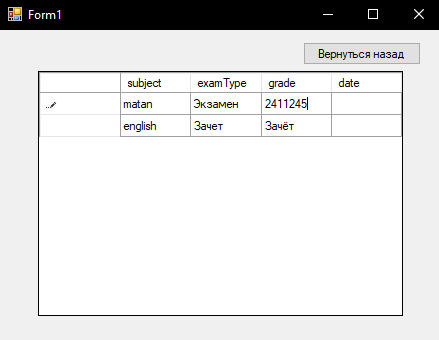 Form1
Вернуться назад
subject examType grade date
matan Экзамен 2411245
english Зачет Зачёт